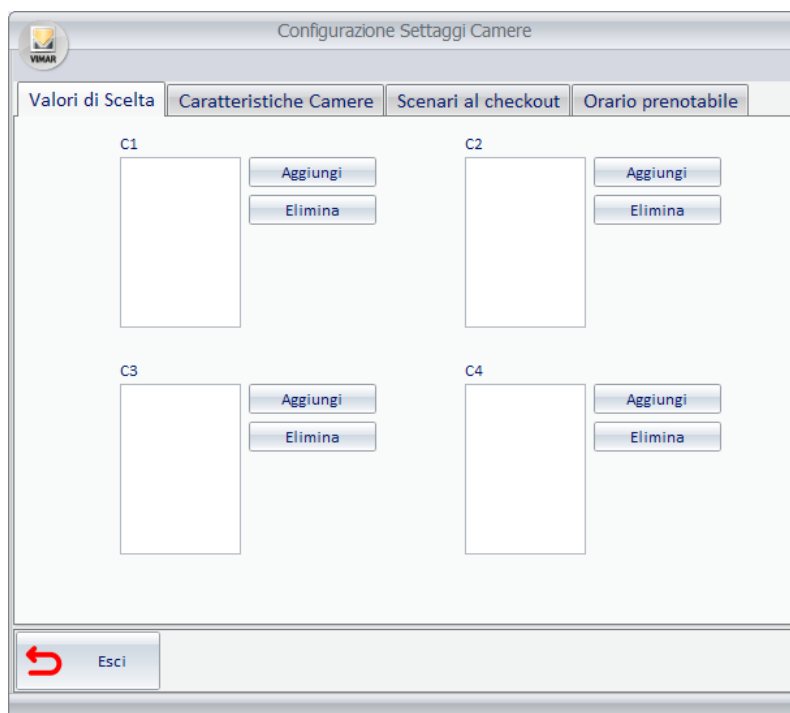 Configurazione Settaggi Camere
VIMAR
Valori di Scelta Caratteristiche Camere Scenari al checkout Orario prenotabile
C1 C2
Aggiungi Aggiungi
Elimina Elimina
C3 C4
Aggiungi Aggiungi
Elimina Elimina
Esci